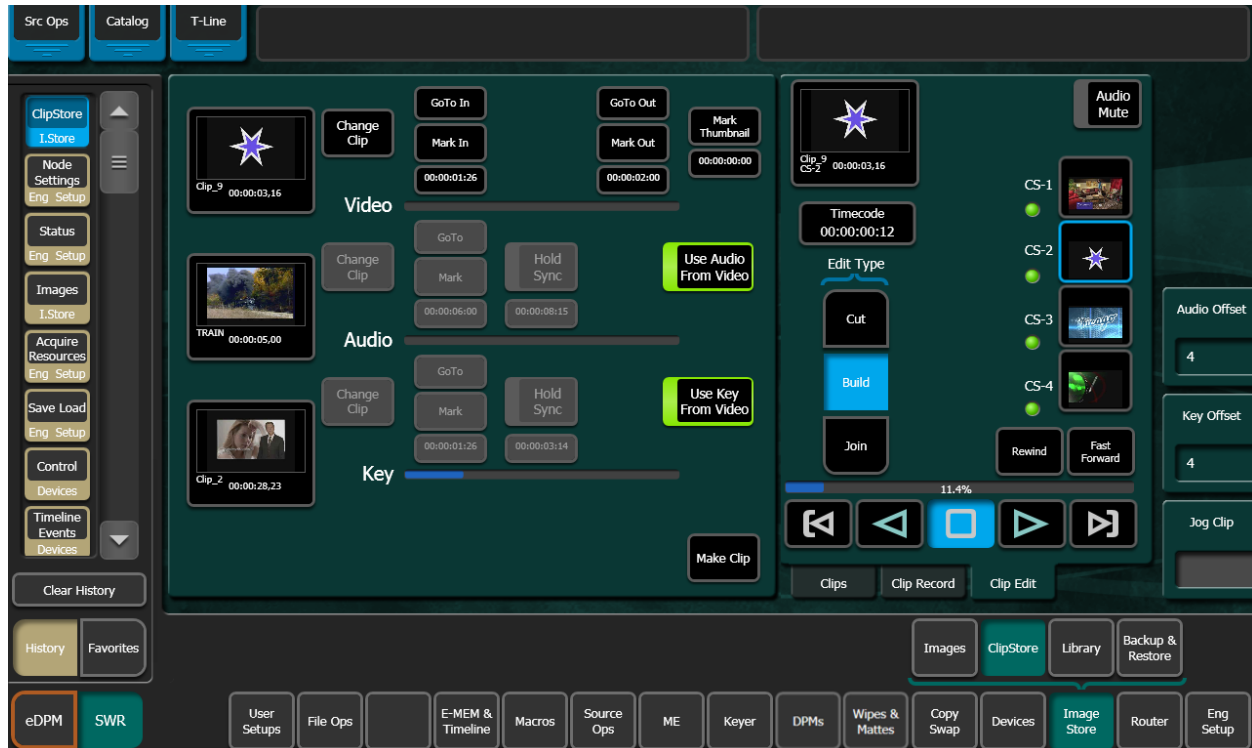 Src Ops
Catalog
T-Line
ClipStore
I.Store
Node
Settings
Eng Setup
Status
Eng Setup
Images
I.Store
Acquire
Resources
Eng Setup
Save Load
Eng Setup
Control
Devices
Timeline
Events
Devices
Clear History
History
Favorites
Clip_9 00:00:03,16
Change
Clip
GoTo In
Mark In
00:00:01:26
GoTo Out
Mark
Out
00:00:02:00
Mark
Thumbnail
00:00:00:00
Video
TRAIN 00:00:05,00
Change
Clip
GoTo
Mark
00:00:06:00
Hold
Sync
00:00:08:15
Use Audio
From Video
Audio
Clip_2 00:00:28,23
Change
Clip
GoTo
Mark
00:00:01:26
Hold
Sync
00:00:03:14
Use Key
From Video
Key
Make Clip
Clip_9
CS-2 00:00:03,16
Audio
Mute
Timecode
00:00:00:12
Edit Type
Cut
Build
Join
CS-1
CS-2
CS-3
CS-4
Rewind
Fast
Forward
11.4%
Clips
Clip Record
Clip Edit
Audio Offset
4
Key Offset
4
Jog Clip
Images
ClipStore
Library
Backup &
Restore
eDPM
SWR
User
Setups
File Ops
E-MEM &
Timeline
Macros
Source
Ops
ME
Keyer
DPMs
Wipes &
Mattes
Copy
Swap
Devices
Image
Store
Router
Eng
Setup